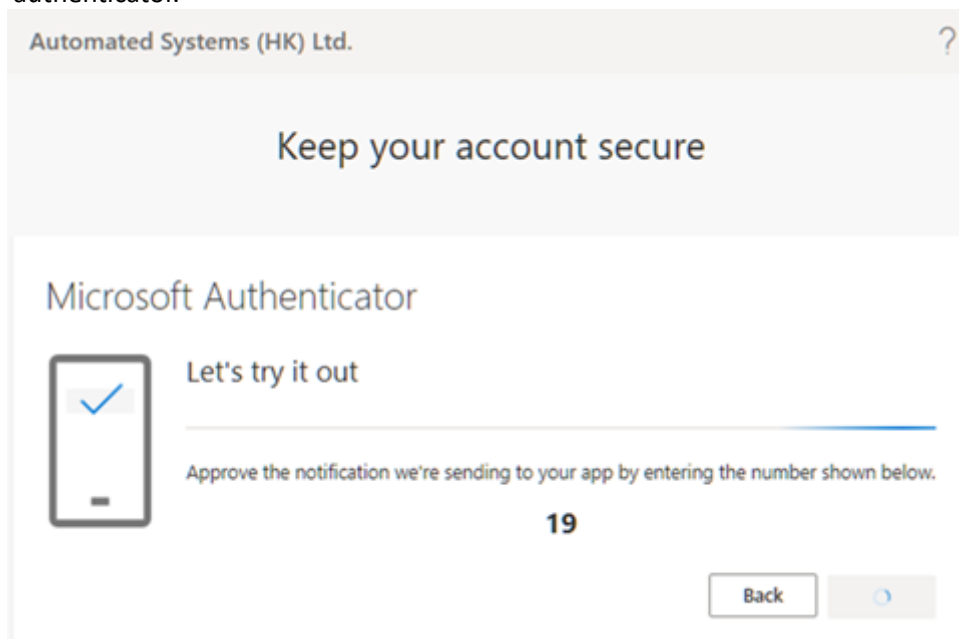 authenticator.
Automated Systems (HK) Ltd. ?
Keep your account secure
Microsoft Authenticator
Let's try it out
Approve the notification we're sending to your app by entering the number shown below.
19
Back